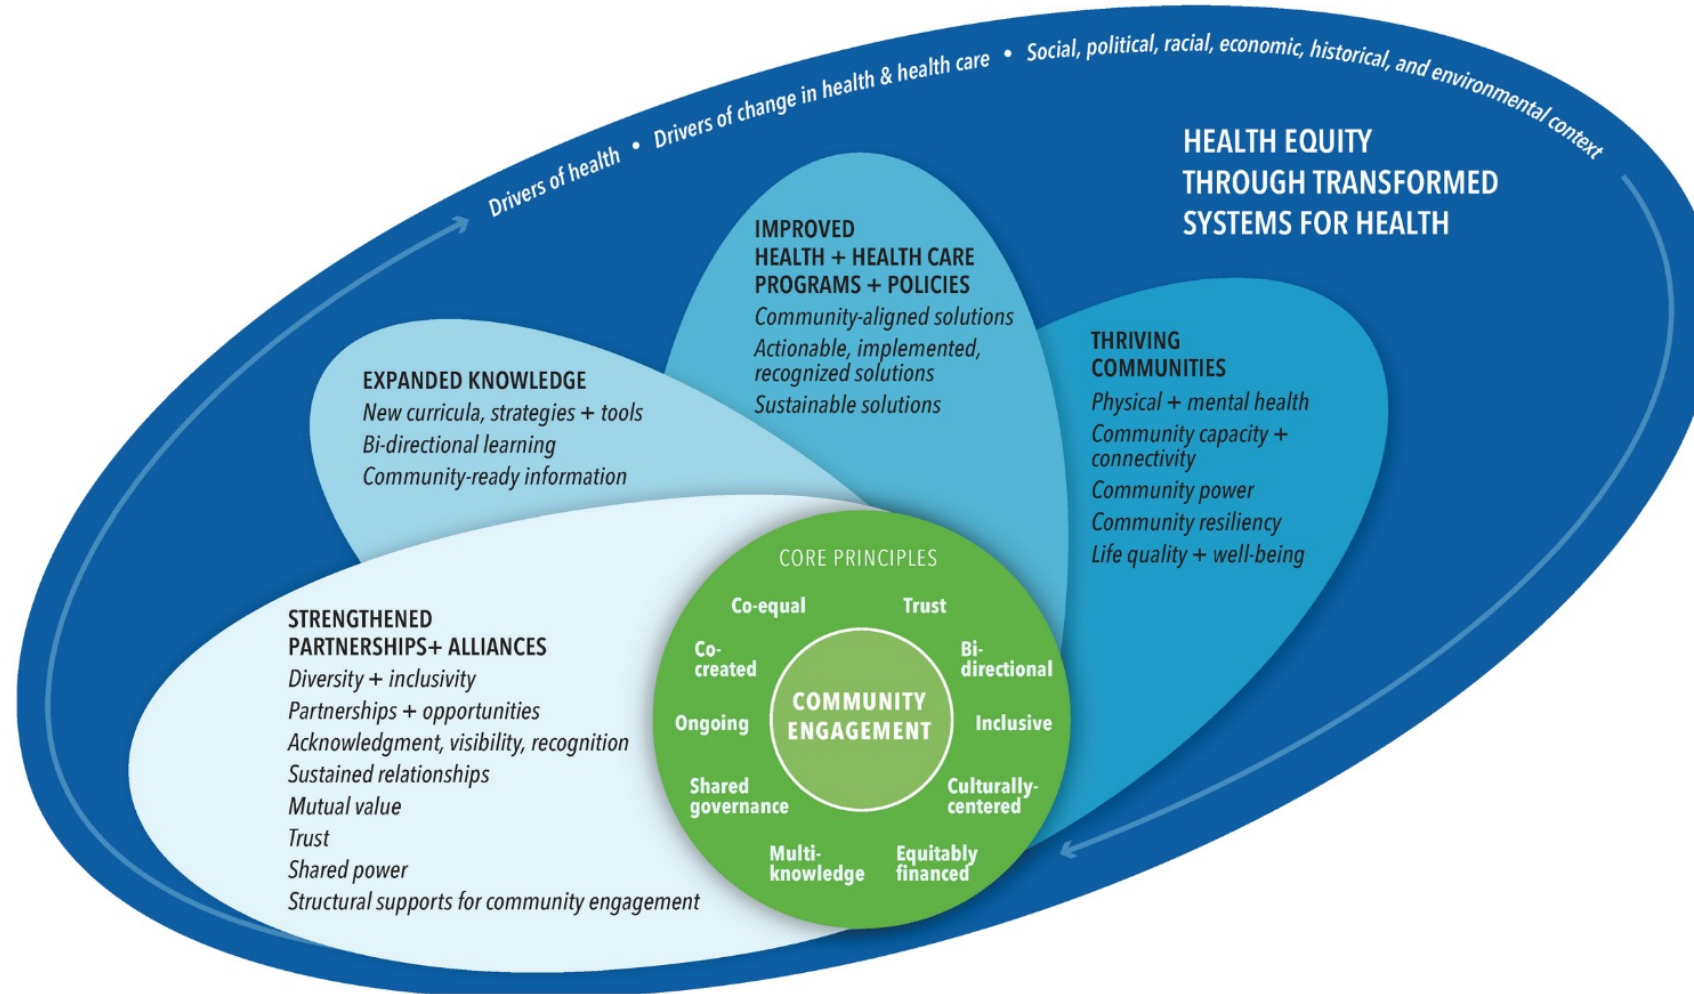 Drivers of health • Drivers of change in health & health care • Social, political, racial, economic, historical, and environmental context
HEALTH EQUITY
THROUGH TRANSFORMED
SYSTEMS FOR HEALTH
IMPROVED
HEALTH + HEALTH CARE
PROGRAMS + POLICIES
Community-aligned solutions
Actionable, implemented,
recognized solutions
Sustainable solutions
THRIVING
COMMUNITIES
Physical + mental health
Community capacity +
connectivity
Community power
Community resiliency
Life quality + well-being
EXPANDED KNOWLEDGE
New curricula, strategies + tools
Bi-directional learning
Community-ready information
STRENGTHENED
PARTNERSHIPS+ ALLIANCES
Diversity + inclusivity
Partnerships + opportunities
Acknowledgment, visibility, recognition
Sustained relationships
Mutual value
Trust
Shared power
Structural supports for community engagement
CORE PRINCIPLES
Co-equal
Trust
Co-
created
Bi-
directional
Ongoing
COMMUNITY
ENGAGEMENT
Inclusive
Shared
governance
Culturally-
centered
Multi-
knowledge
Equitably
financed